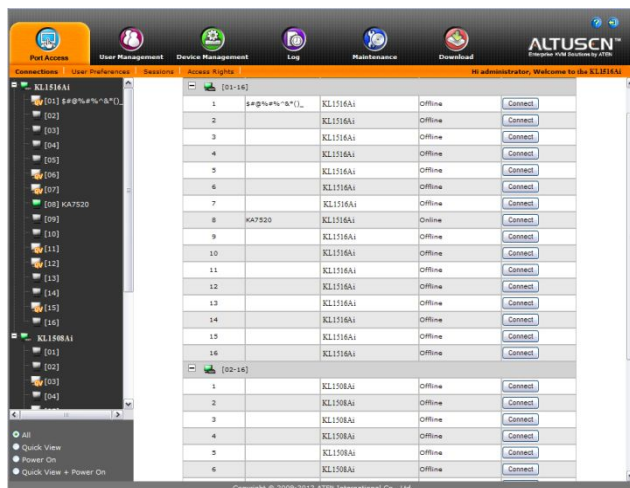 ALTUSEN™
Enterprise KVM Solutions by ATEN
Port Access
User Management
Device Management
Log
Maintenance
Download
Connections
User Preferences
Sessions
Access Rights
Hi administrator, Welcome to the KL1516Ai
KL1516Ai
[01] $#@%#%^&*()_
[02]
[03]
[04]
[05]
[06]
[07]
[08] KA7520
[09]
[10]
[11]
[12]
[13]
[14]
[15]
[16]
KL1508Ai
[01]
[02]
[03]
[04]
All
Quick View
Power On
Quick View + Power On
[01-16]
1 $#@%#%^&*()_ KL1516Ai Offline Connect
2 KL1516Ai Offline Connect
3 KL1516Ai Offline Connect
4 KL1516Ai Offline Connect
5 KL1516Ai Offline Connect
6 KL1516Ai Offline Connect
7 KL1516Ai Offline Connect
8 KA7520 KL1516Ai Online Connect
9 KL1516Ai Offline Connect
10 KL1516Ai Offline Connect
11 KL1516Ai Offline Connect
12 KL1516Ai Offline Connect
13 KL1516Ai Offline Connect
14 KL1516Ai Offline Connect
15 KL1516Ai Offline Connect
16 KL1516Ai Offline Connect
[02-16]
1 KL1508Ai Offline Connect
2 KL1508Ai Offline Connect
3 KL1508Ai Offline Connect
4 KL1508Ai Offline Connect
5 KL1508Ai Offline Connect
6 KL1508Ai Offline Connect